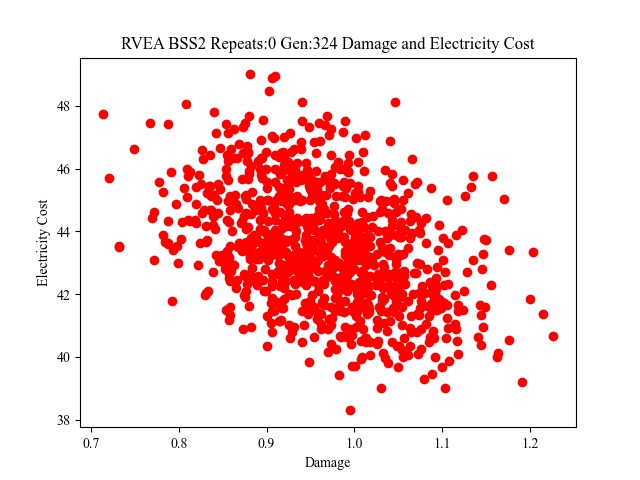 RVEA BSS2 Repeats:0 Gen:324 Damage and Electricity Cost
48
46
44
42
40
38
Electricity Cost
0.7 0.8 0.9 1.0 1.1 1.2
Damage